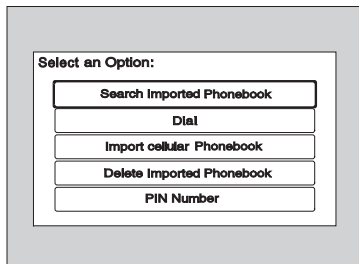 Select an Option:
Search Imported Phonebook
Dial
Import cellular Phonebook
Delete Imported Phonebook
PIN Number